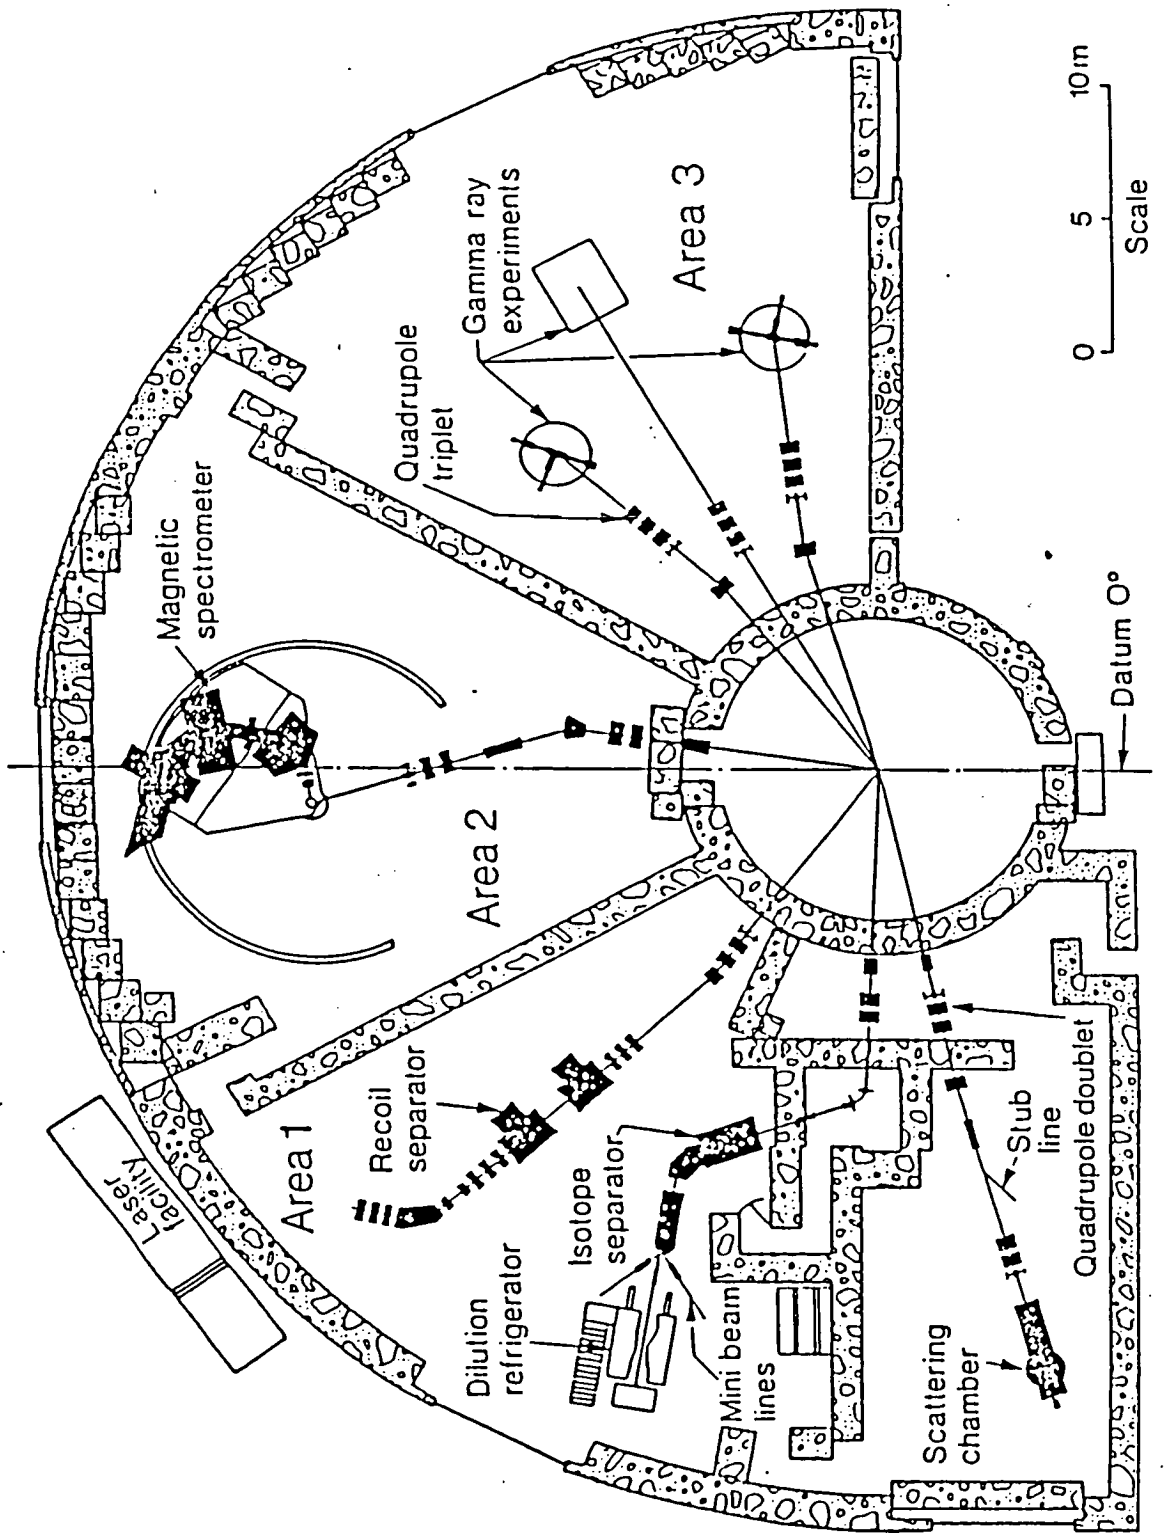 Laser
facility
Area 1
Recoil
separator
Dilution
refrigerator
Isotope
separator
Mini beam
lines
Scattering
chamber
Stub
line
Quadrupole doublet
Area 2
Magnetic
spectrometer
Quadrupole
triplet
Gamma ray
experiments
Area 3
Datum 0°
0 5 10m
Scale